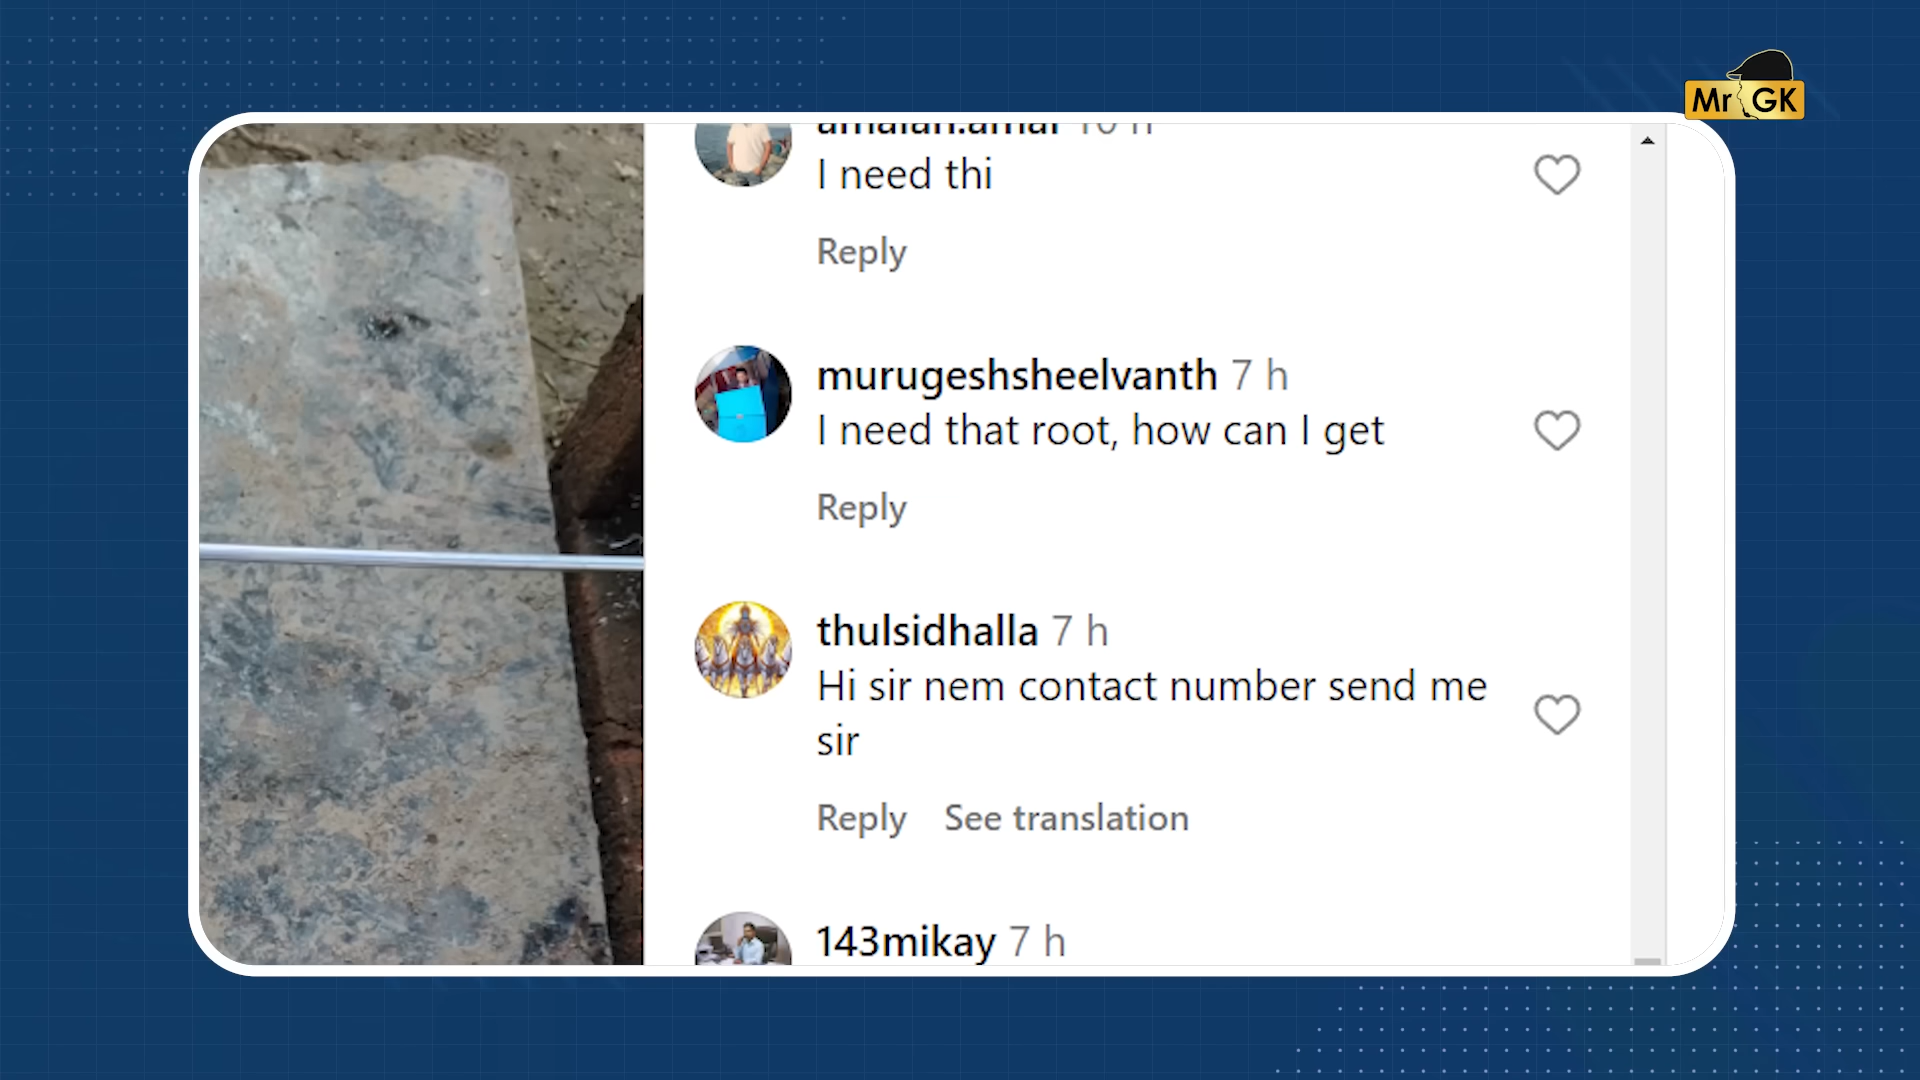 Mr GK
I need thi
Reply
murugeshsheelvanth 7 h
I need that root, how can I get
Reply
thulsidhalla 7 h
Hi sir nem contact number send me
sir
Reply See translation
143mikay 7 h